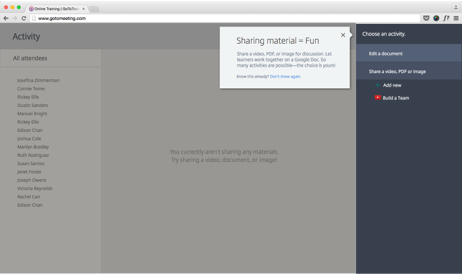 Online Training | GoToTra
www.gotomeeting.com
Activity
All attendees
Josefina Zimmerman
Connie Torres
Rickey Ellis
Dustin Sanders
Manuel Knight
Rickey Ellis
Edison Chan
Joshua Cole
Marilyn Bradley
Ruth Rodriguez
Susan Santos
Janet Foster
Joseph Owens
Victoria Reynolds
Rachel Carr
Edison Chan
You currently aren't sharing any materials.
Try sharing a video, document, or image!
Sharing material = Fun
Share a video, PDF, or image for discussion. Let
learners work together on a Google Doc. So
many activities are possible—the choice is yours!
Know this already? Don't show again.
Choose an activity.
Edit a document
Share a video, PDF or image
Add new
Build a Team